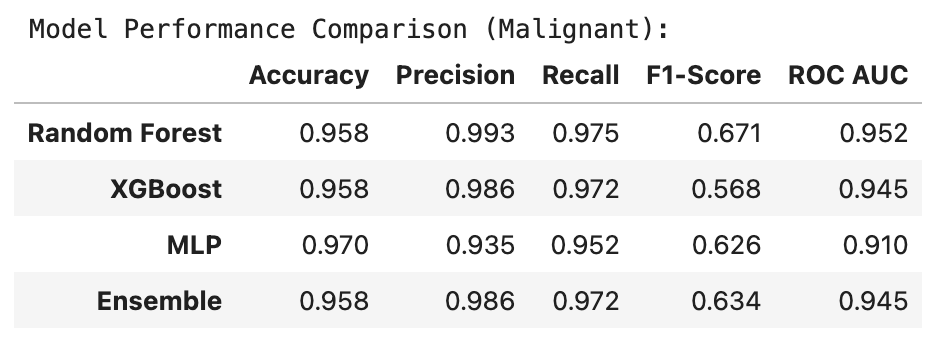 Model Performance Comparison (Malignant):
Accuracy Precision Recall F1-Score ROC AUC
Random Forest 0.958 0.993 0.975 0.671 0.952
XGBoost 0.958 0.986 0.972 0.568 0.945
MLP 0.970 0.935 0.952 0.626 0.910
Ensemble 0.958 0.986 0.972 0.634 0.945